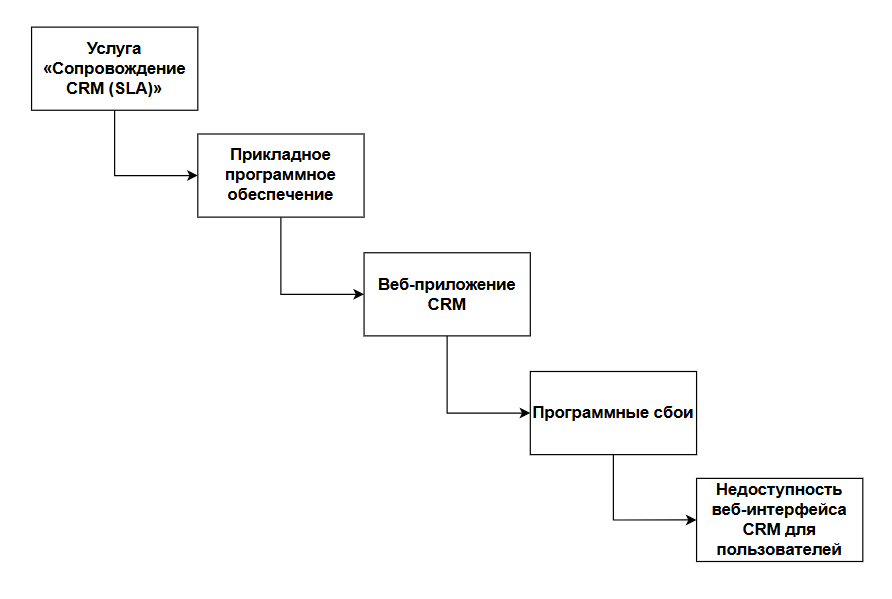 Услуга
«Сопровождение
CRM (SLA)»
Прикладное
программное
обеспечение
Веб-приложение
CRM
Программные сбои
Недоступность
веб-интерфейса
CRM для
пользователей